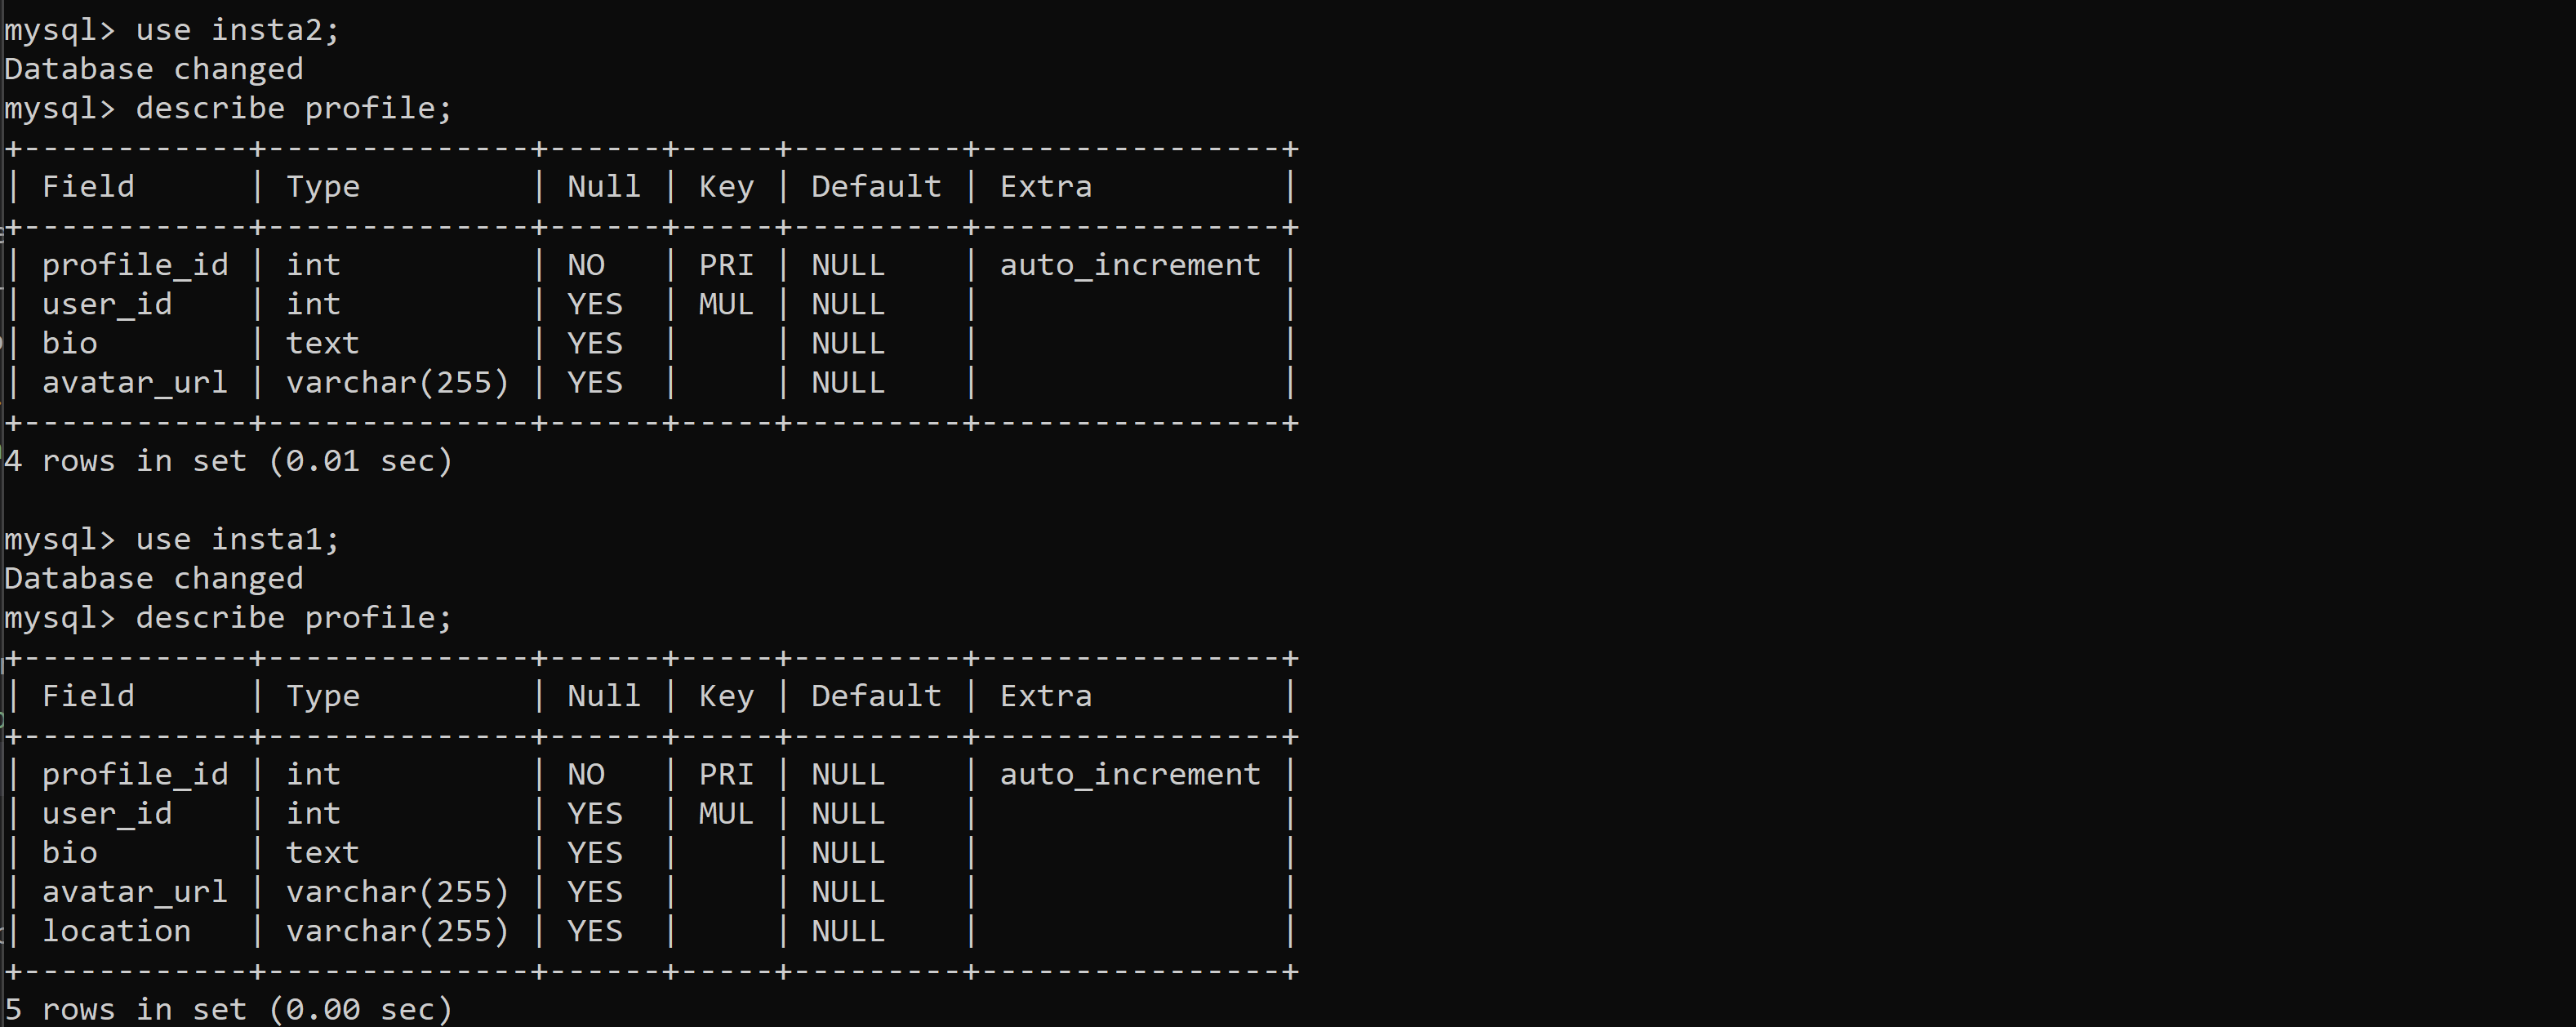 mysql> use insta2;
Database changed
mysql> describe profile;
+------------+--------------+------+-----+---------+----------------+
| Field      | Type         | Null | Key | Default | Extra          |
+------------+--------------+------+-----+---------+----------------+
| profile_id | int          | NO   | PRI | NULL    | auto_increment |
| user_id    | int          | YES  | MUL | NULL    |                |
| bio        | text         | YES  |     | NULL    |                |
| avatar_url | varchar(255) | YES  |     | NULL    |                |
+------------+--------------+------+-----+---------+----------------+
4 rows in set (0.01 sec)

mysql> use insta1;
Database changed
mysql> describe profile;
+------------+--------------+------+-----+---------+----------------+
| Field      | Type         | Null | Key | Default | Extra          |
+------------+--------------+------+-----+---------+----------------+
| profile_id | int          | NO   | PRI | NULL    | auto_increment |
| user_id    | int          | YES  | MUL | NULL    |                |
| bio        | text         | YES  |     | NULL    |                |
| avatar_url | varchar(255) | YES  |     | NULL    |                |
| location   | varchar(255) | YES  |     | NULL    |                |
+------------+--------------+------+-----+---------+----------------+
5 rows in set (0.00 sec)